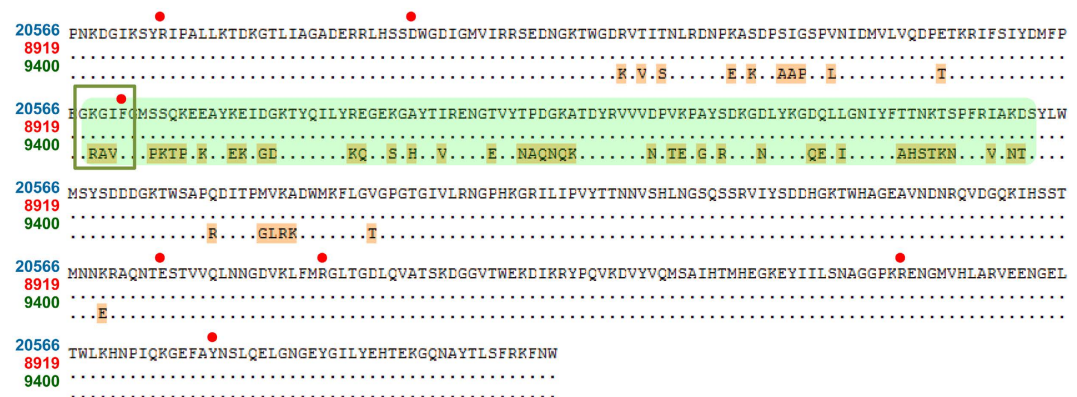 20566 PNKDGIKSYRIPALLKTDKGTLIAGADERRLHSSDWGDIGMVIRRSEDNGKTWGDRVTITNLRDNPKASDPSIGSPVNIDMVLVQDPETKRIFSIYDMFP
8919 ....................................................................................................
9400 .......................................................K.V.S......E.K..AAP..L..........T............
20566 EGKGIFGMSSQKEEAYKEIDGKTYQILYREGEKGAYTIRENGTVYTPDGKATDYRVVVDPVKPAYSDKGDLYKGDQLLGNIYFTTNKTSPFRIAKDSYLW
8919 ....................................................................................................
9400 ..RAV...PKTP.K..EK.GD.......KQ..S.H..V....E..NAQNQK.......N.TE.G.R...N....QE.I.....AHSTKN...V.NT....
20566 MSYSDDDGKTWSAPQDITPMVKADWMKFLGVGPGTGIVLRNGPHKGRILIPVYTTNNVSHLNGSQSSRVIYSDDHGKTWHAGEAVNDNRQVDGQKIHSST
8919 ....................................................................................................
9400 ..............R....GLRK.......T.....................................................................
20566 MNNKRAQNTESTVVQLNNGDVKLFMRGLTGDLQVATSKDGGVTWEKDIKRYPQVKDVYVQMSAIHTMHEGKEYIILSNAGGPKRENGMVHLARVEENGEL
8919 ....................................................................................................
9400 ...E................................................................................................
20566 TWLKHNPIQKGEFAYNSLQELGNGEYGILYEHTEKGQNAYTLSFRKFNW
8919 .................................................
9400 .................................................